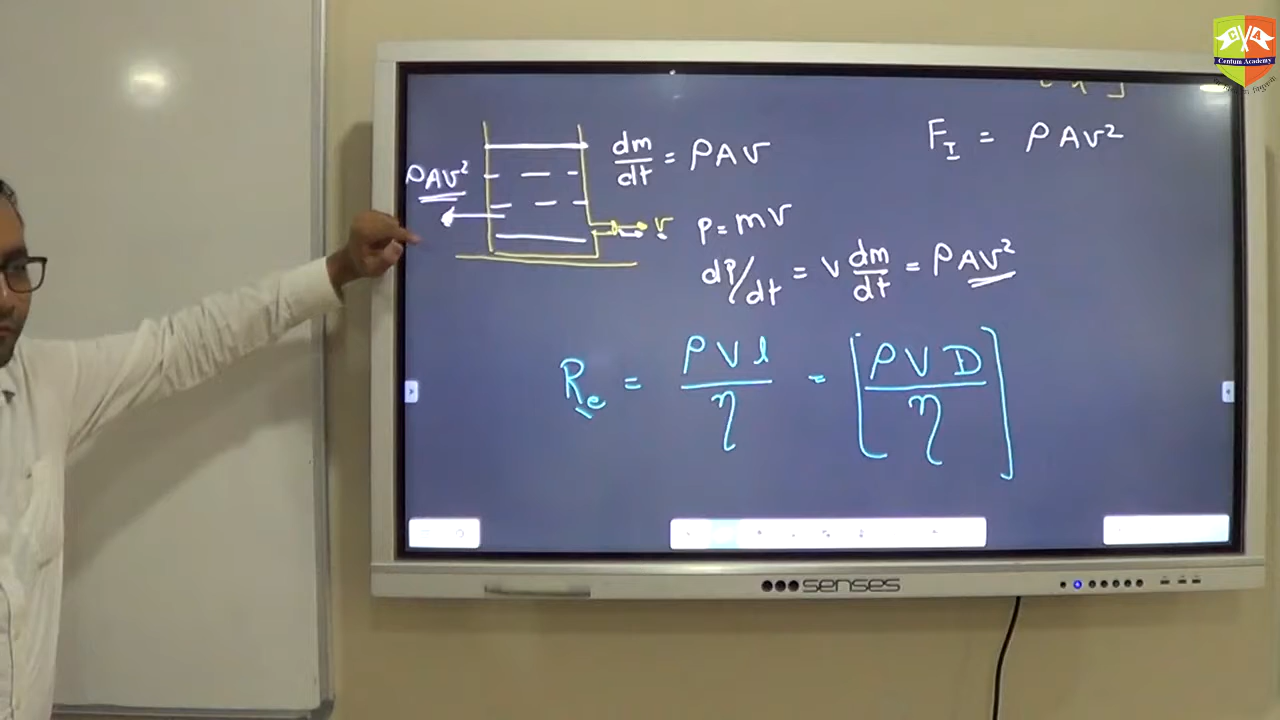 dm/dt = ρAv
F_I = ρAv²
ρAv²
v
p = mv
dP/dt = v dm/dt = ρAv²
R_e = ρVl/η = [ρVD/η]
senses
Centum Academy